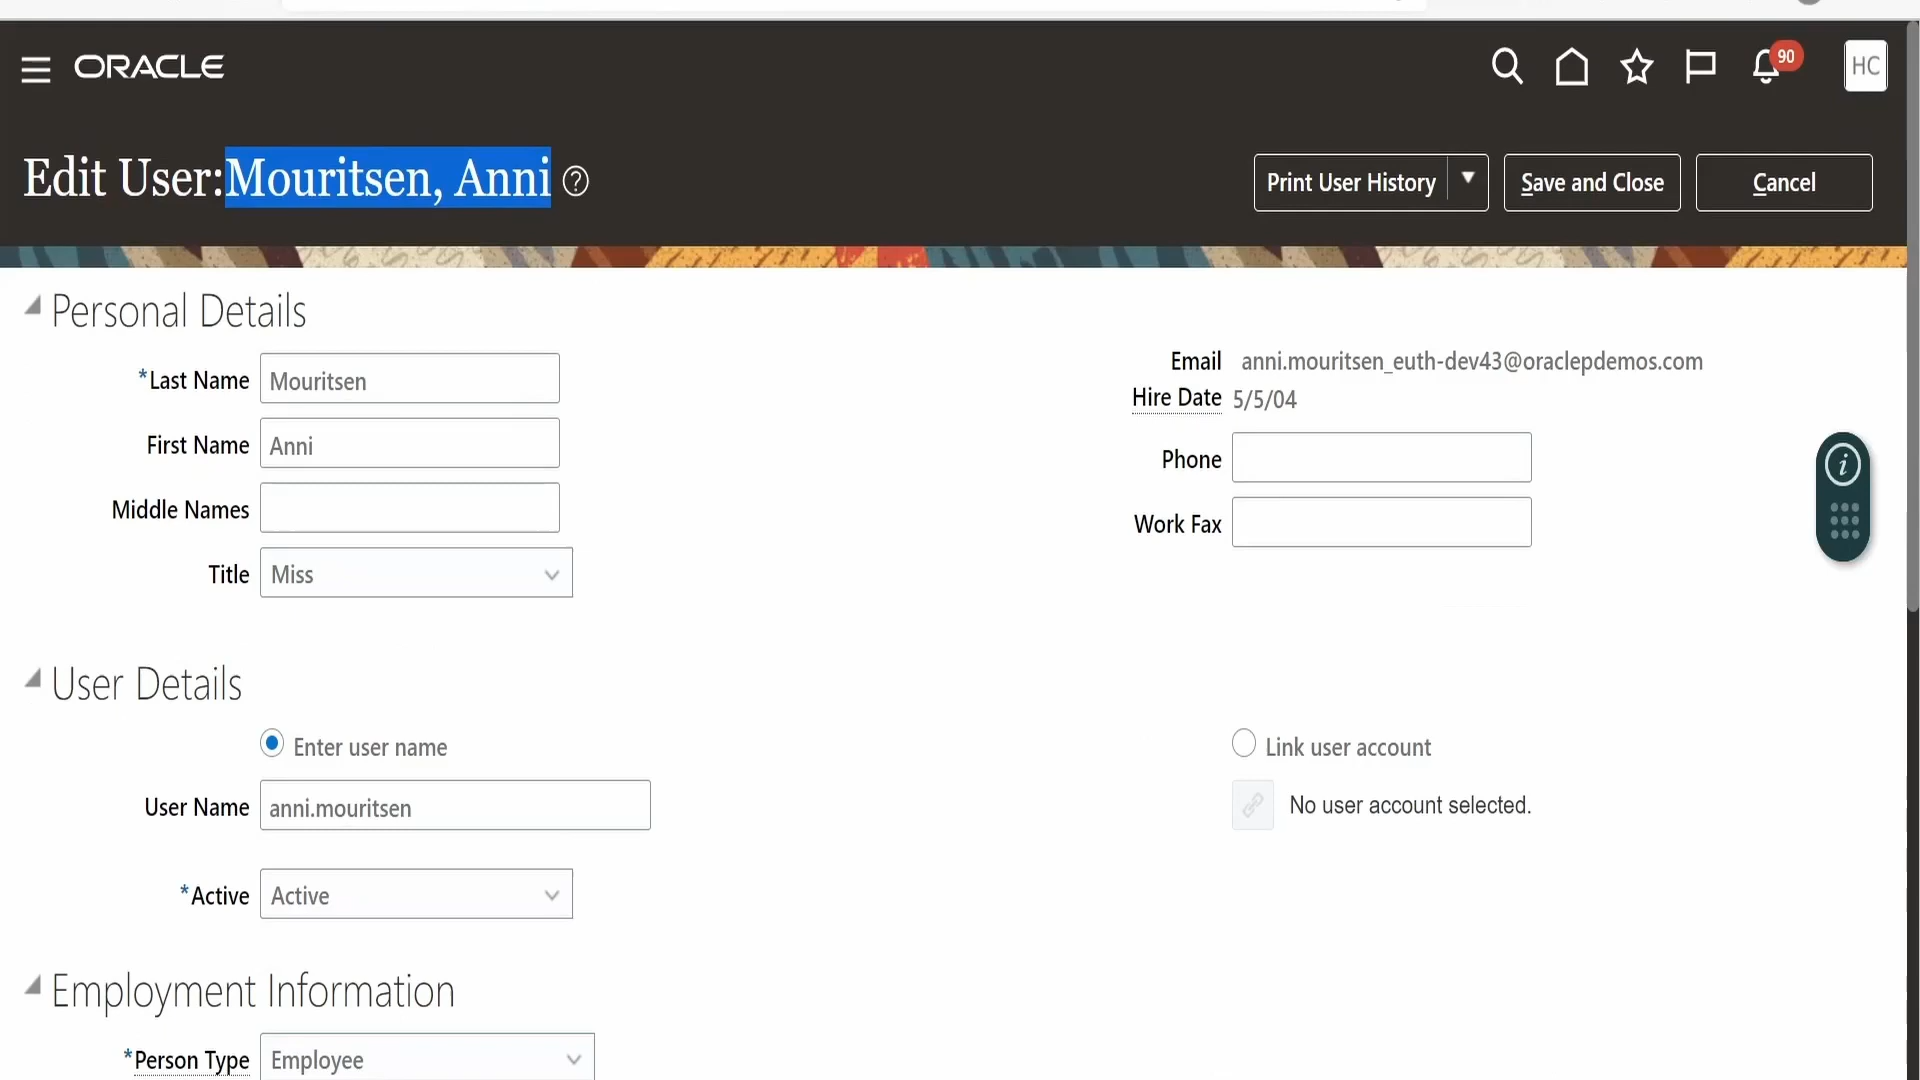 ORACLE
90
HC
Edit User:Mouritsen, Anni
Print User History
Save and Close
Cancel
Personal Details
*Last Name Mouritsen
First Name Anni
Middle Names
Title Miss
Email anni.mouritsen_euth-dev43@oraclepdemos.com
Hire Date 5/5/04
Phone
Work Fax
User Details
Enter user name
Link user account
User Name anni.mouritsen
No user account selected.
*Active Active
Employment Information
*Person Type Employee